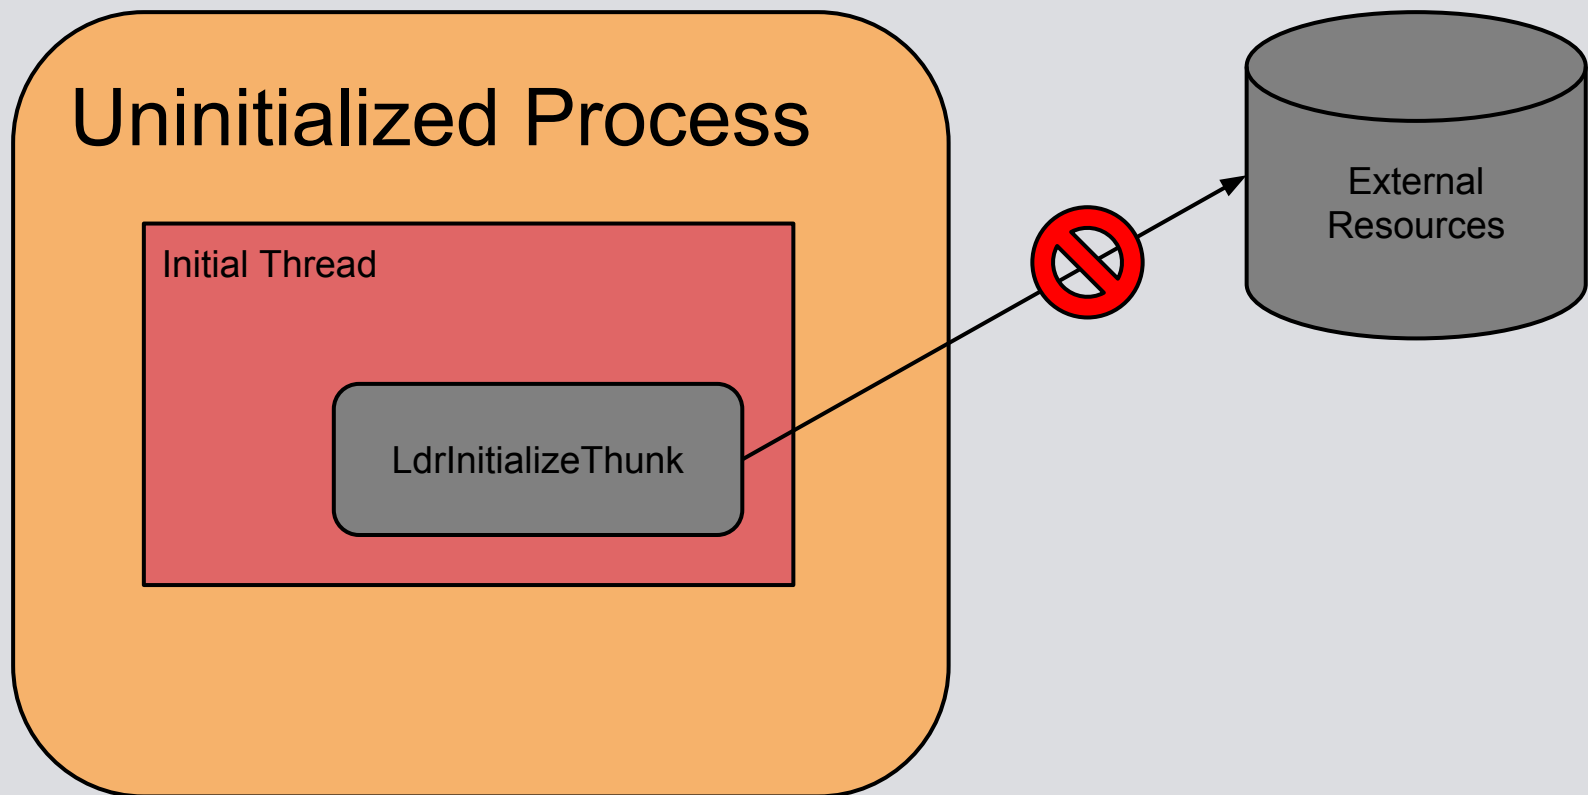 Uninitialized Process
Initial Thread
LdrInitializeThunk
External
Resources